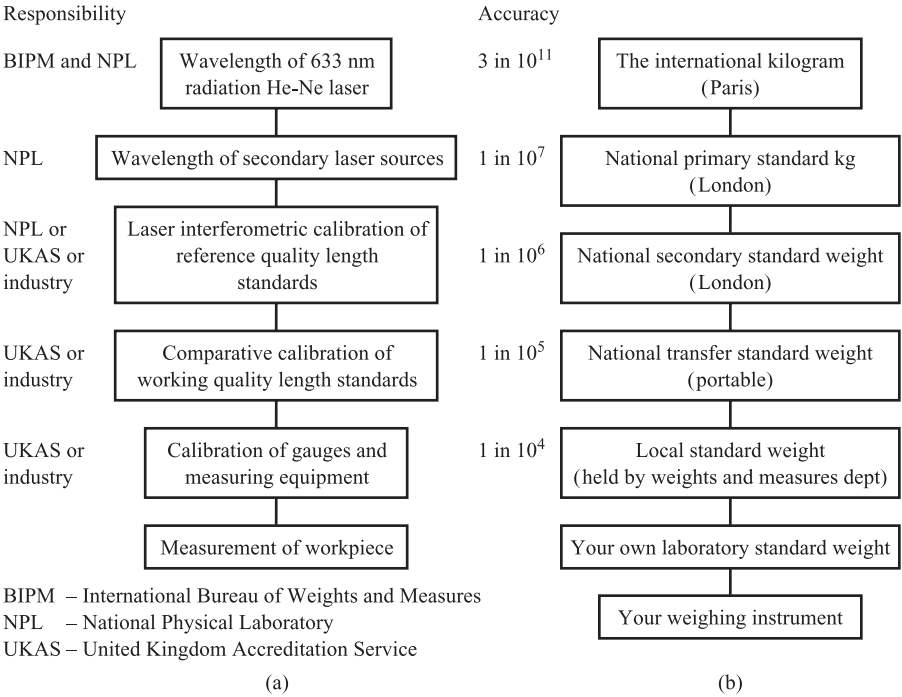 Responsibility
BIPM and NPL
Wavelength of 633 nm
radiation He-Ne laser
NPL
Wavelength of secondary laser sources
NPL or
UKAS or
industry
Laser interferometric calibration of
reference quality length
standards
UKAS or
industry
Comparative calibration of
working quality length standards
UKAS or
industry
Calibration of gauges and
measuring equipment
Measurement of workpiece
BIPM – International Bureau of Weights and Measures
NPL – National Physical Laboratory
UKAS – United Kingdom Accreditation Service
(a)
Accuracy
3 in 10¹¹
The international kilogram
(Paris)
1 in 10⁷
National primary standard kg
(London)
1 in 10⁶
National secondary standard weight
(London)
1 in 10⁵
National transfer standard weight
(portable)
1 in 10⁴
Local standard weight
(held by weights and measures dept)
Your own laboratory standard weight
Your weighing instrument
(b)